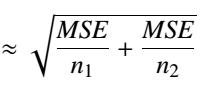 ≈ √(MSE/n₁ + MSE/n₂)